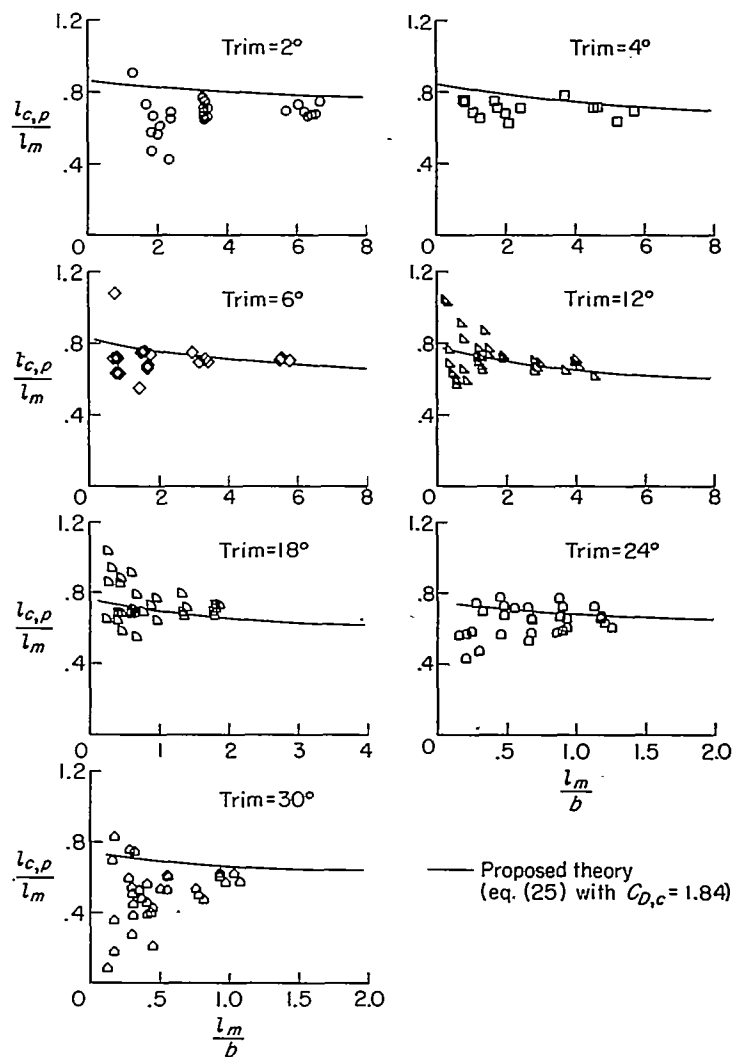 1.2
Trim=2°
.8
l_c,p
l_m
.4
0 2 4 6 8
1.2
Trim=4°
.8
.4
0 2 4 6 8
1.2
Trim=6°
.8
l_c,p
l_m
.4
0 2 4 6 8
1.2
Trim=12°
.8
.4
0 2 4 6 8
1.2
Trim=18°
.8
l_c,p
l_m
.4
0 1 2 3 4
1.2
Trim=24°
.8
.4
0 .5 1.0 1.5 2.0
l_m
b
1.2
Trim=30°
.8
l_c,p
l_m
.4
0 .5 1.0 1.5 2.0
l_m
b
Proposed theory
(eq. (25) with C_D,c=1.84)